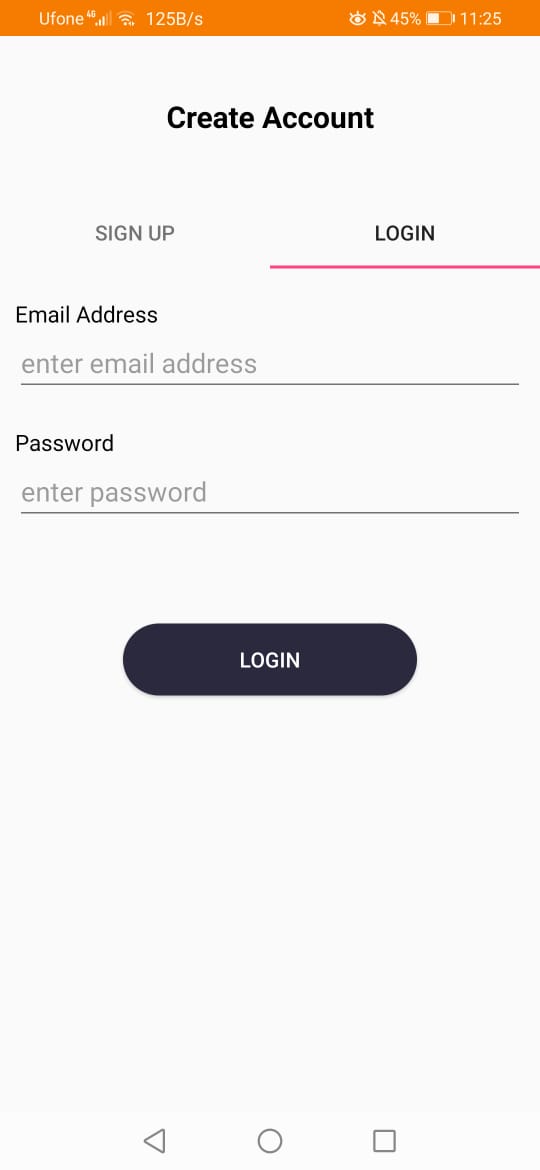 Ufone 4G 125B/s 45% 11:25
Create Account
SIGN UP LOGIN
Email Address
enter email address
Password
enter password
LOGIN